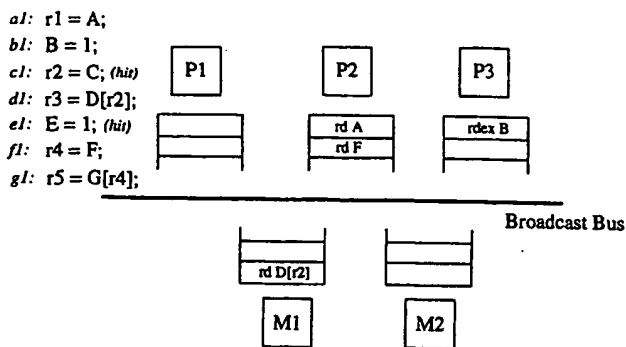 a1: r1 = A;
b1: B = 1;
c1: r2 = C; (hit)
d1: r3 = D[r2];
e1: E = 1; (hit)
f1: r4 = F;
g1: r5 = G[r4];
P1
P2
P3
rd A
rdex B
rd F
Broadcast Bus
rd D[r2]
M1
M2